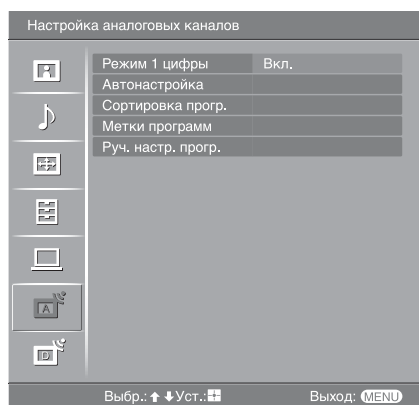 Настройка аналоговых каналов
Режим 1 цифры Вкл.
Автонастройка
Сортировка прогр.
Метки программ
Руч. настр. прогр.
A
D
Выбр.: ↑ ↓ Уст.: Выход: MENU